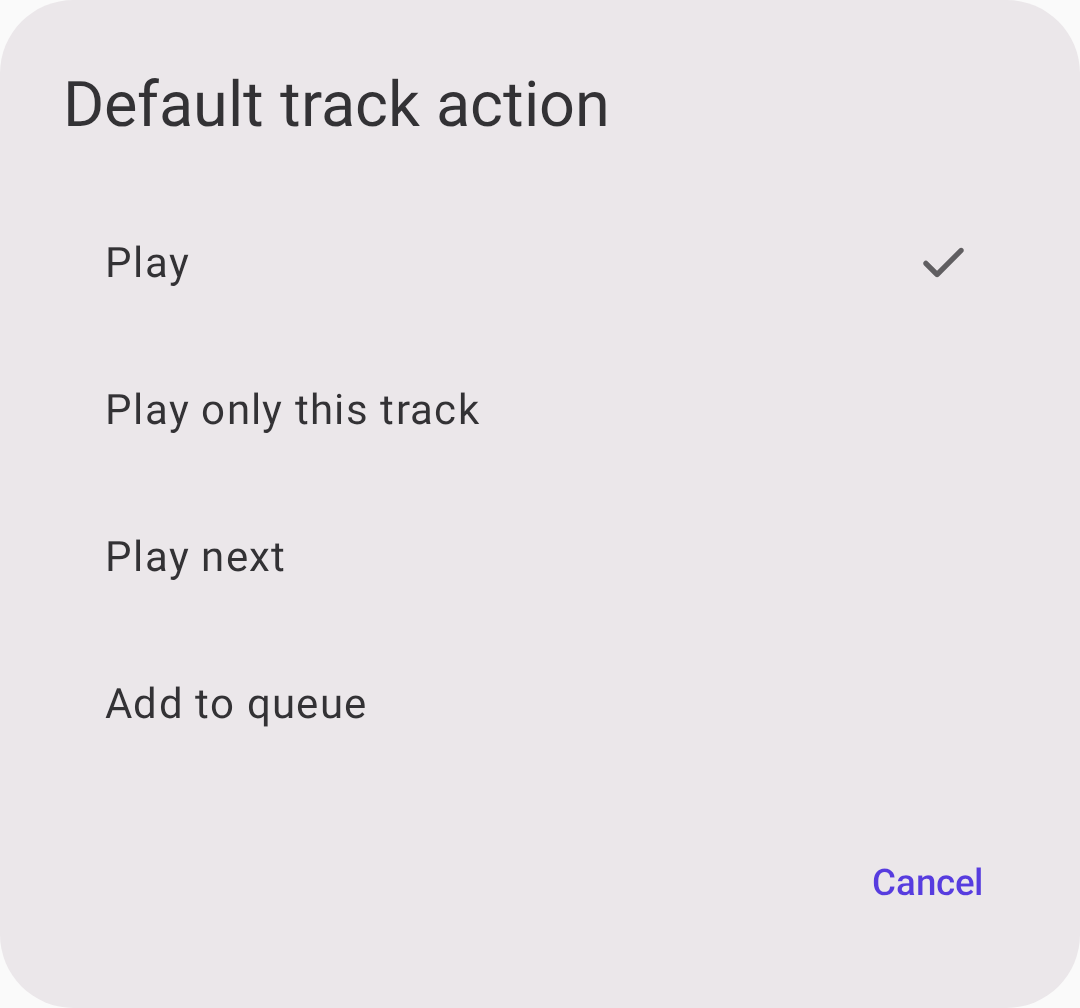 Default track action
Play
Play only this track
Play next
Add to queue
Cancel